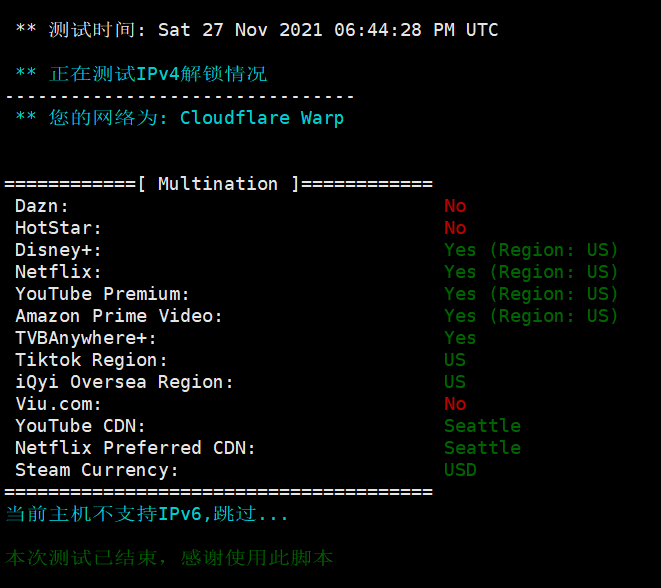 ** 测试时间: Sat 27 Nov 2021 06:44:28 PM UTC
** 正在测试IPv4解锁情况
--------------------------------
** 您的网络为: Cloudflare Warp
============[ Multination ]============
Dazn: No
HotStar: No
Disney+: Yes (Region: US)
Netflix: Yes (Region: US)
YouTube Premium: Yes (Region: US)
Amazon Prime Video: Yes (Region: US)
TVBAnywhere+: Yes
Tiktok Region: US
iQyi Oversea Region: US
Viu.com: No
YouTube CDN: Seattle
Netflix Preferred CDN: Seattle
Steam Currency: USD
=======================================
当前主机不支持IPv6,跳过...
本次测试已结束，感谢使用此脚本